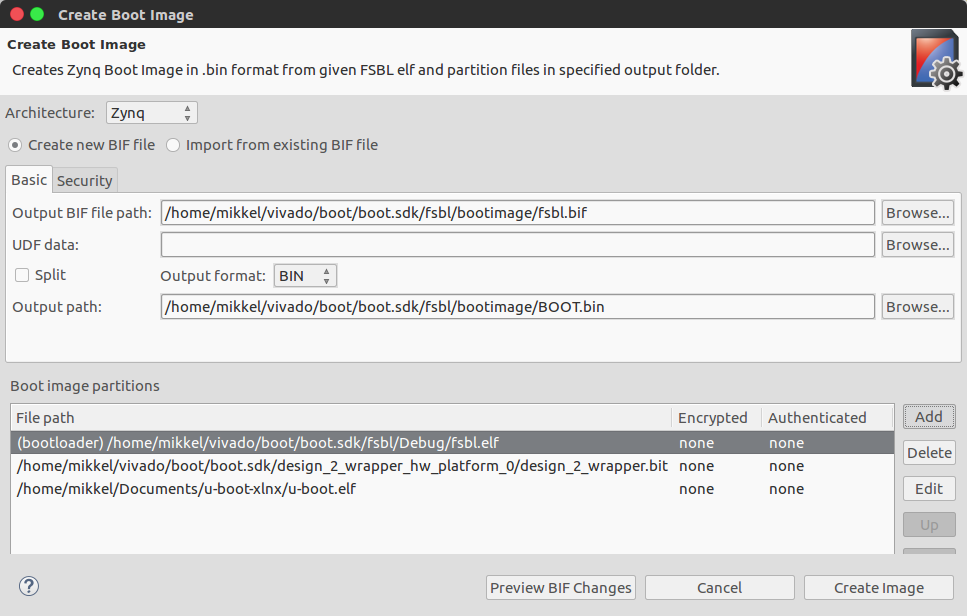 Create Boot Image
Create Boot Image
Creates Zynq Boot Image in .bin format from given FSBL elf and partition files in specified output folder.
Architecture: Zynq
Create new BIF file Import from existing BIF file
Basic Security
Output BIF file path: /home/mikkel/vivado/boot/boot.sdk/fsbl/bootimage/fsbl.bif Browse...
UDF data: Browse...
Split Output format: BIN
Output path: /home/mikkel/vivado/boot/boot.sdk/fsbl/bootimage/BOOT.bin Browse...
Boot image partitions
File path Encrypted Authenticated Add
(bootloader) /home/mikkel/vivado/boot/boot.sdk/fsbl/Debug/fsbl.elf none none
Delete
/home/mikkel/vivado/boot/boot.sdk/design_2_wrapper_hw_platform_0/design_2_wrapper.bit none none
/home/mikkel/Documents/u-boot-xlnx/u-boot.elf none none
Edit
Up
? Preview BIF Changes Cancel Create Image